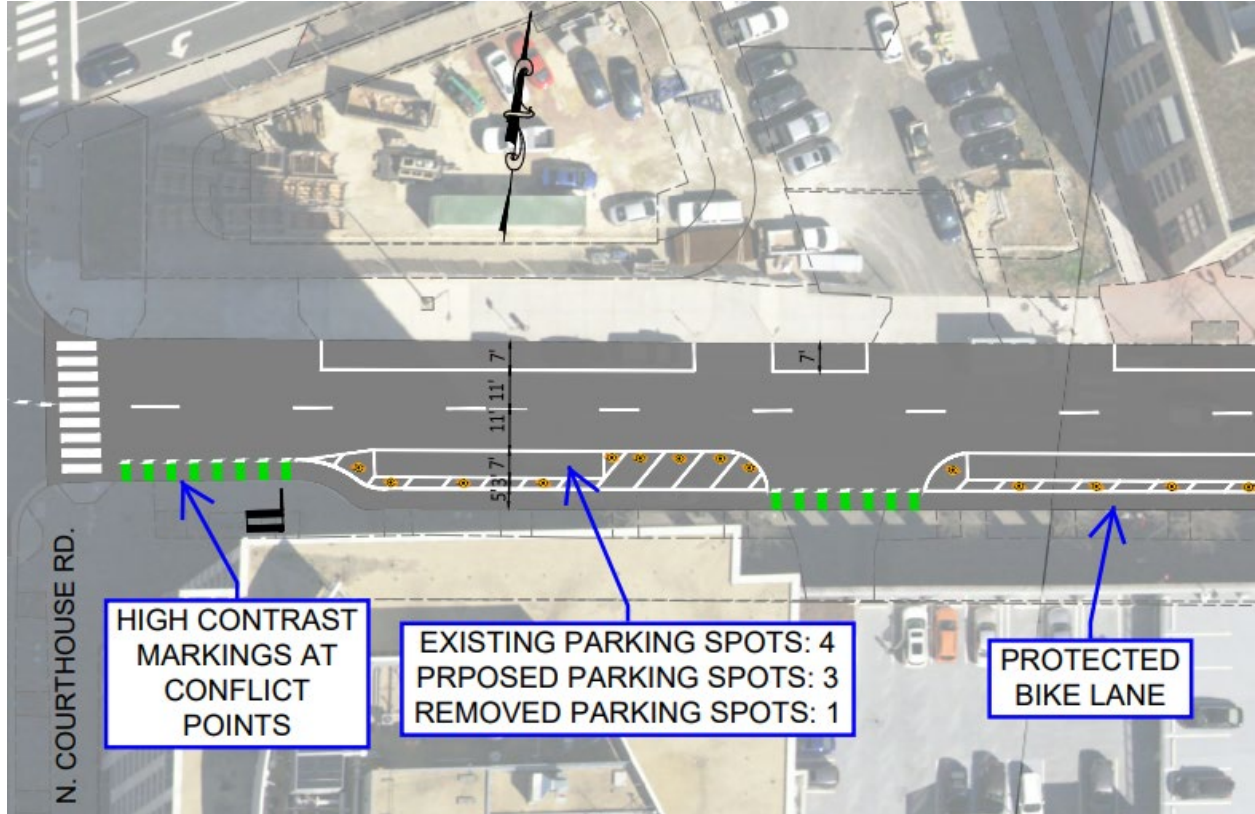 7'
7'
11'
11'
7'
3'
5'
N. COURTHOUSE RD.
HIGH CONTRAST
MARKINGS AT
CONFLICT
POINTS
EXISTING PARKING SPOTS: 4
PRPOSED PARKING SPOTS: 3
REMOVED PARKING SPOTS: 1
PROTECTED
BIKE LANE